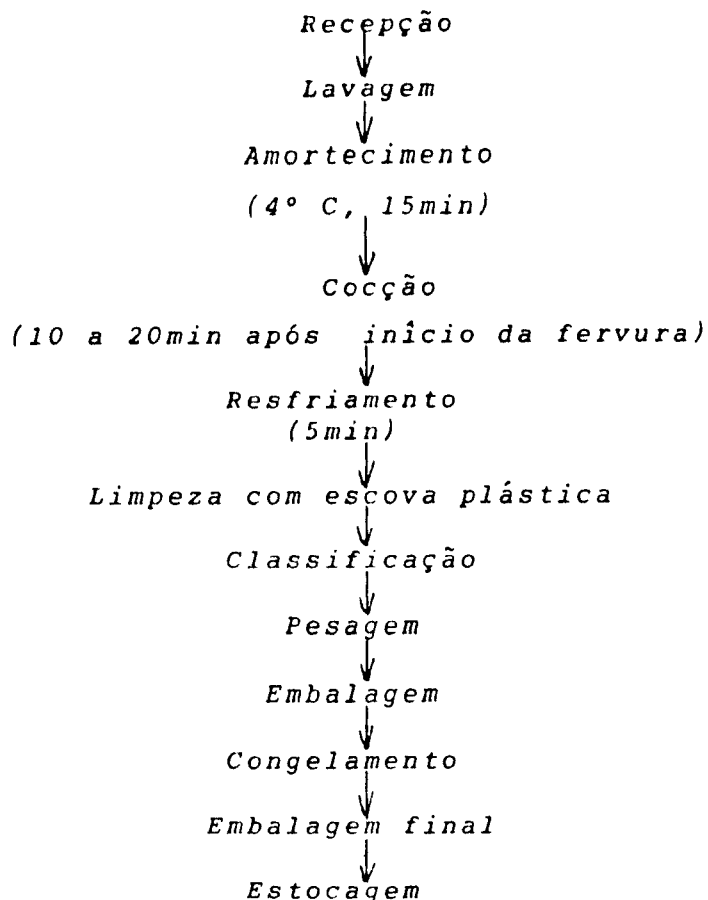 Recepção
Lavagem
Amortecimento
(4º C, 15min)
Cocção
(10 a 20min após início da fervura)
Resfriamento
(5min)
Limpeza com escova plástica
Classificação
Pesagem
Embalagem
Congelamento
Embalagem final
Estocagem